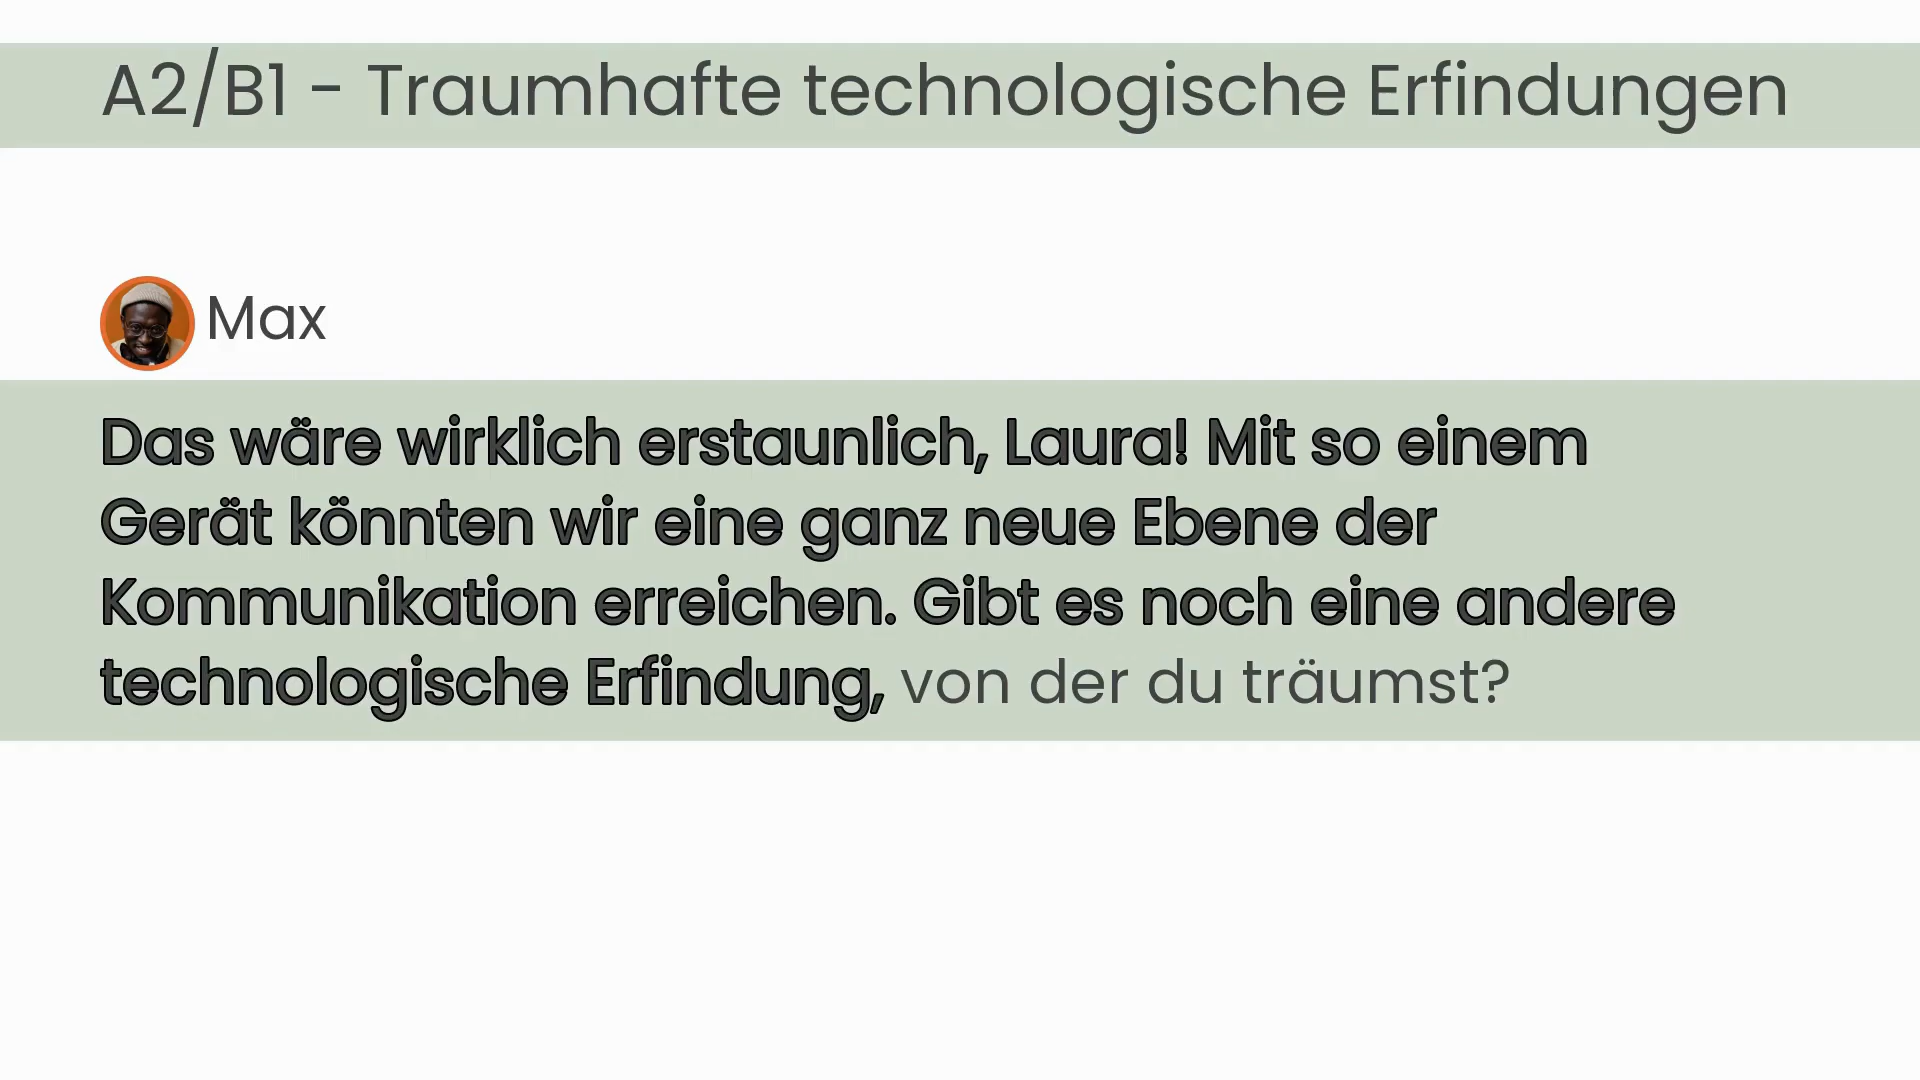 A2/B1 - Traumhafte technologische Erfindungen
Max
Das wäre wirklich erstaunlich, Laura! Mit so einem
Gerät könnten wir eine ganz neue Ebene der
Kommunikation erreichen. Gibt es noch eine andere
technologische Erfindung, von der du träumst?